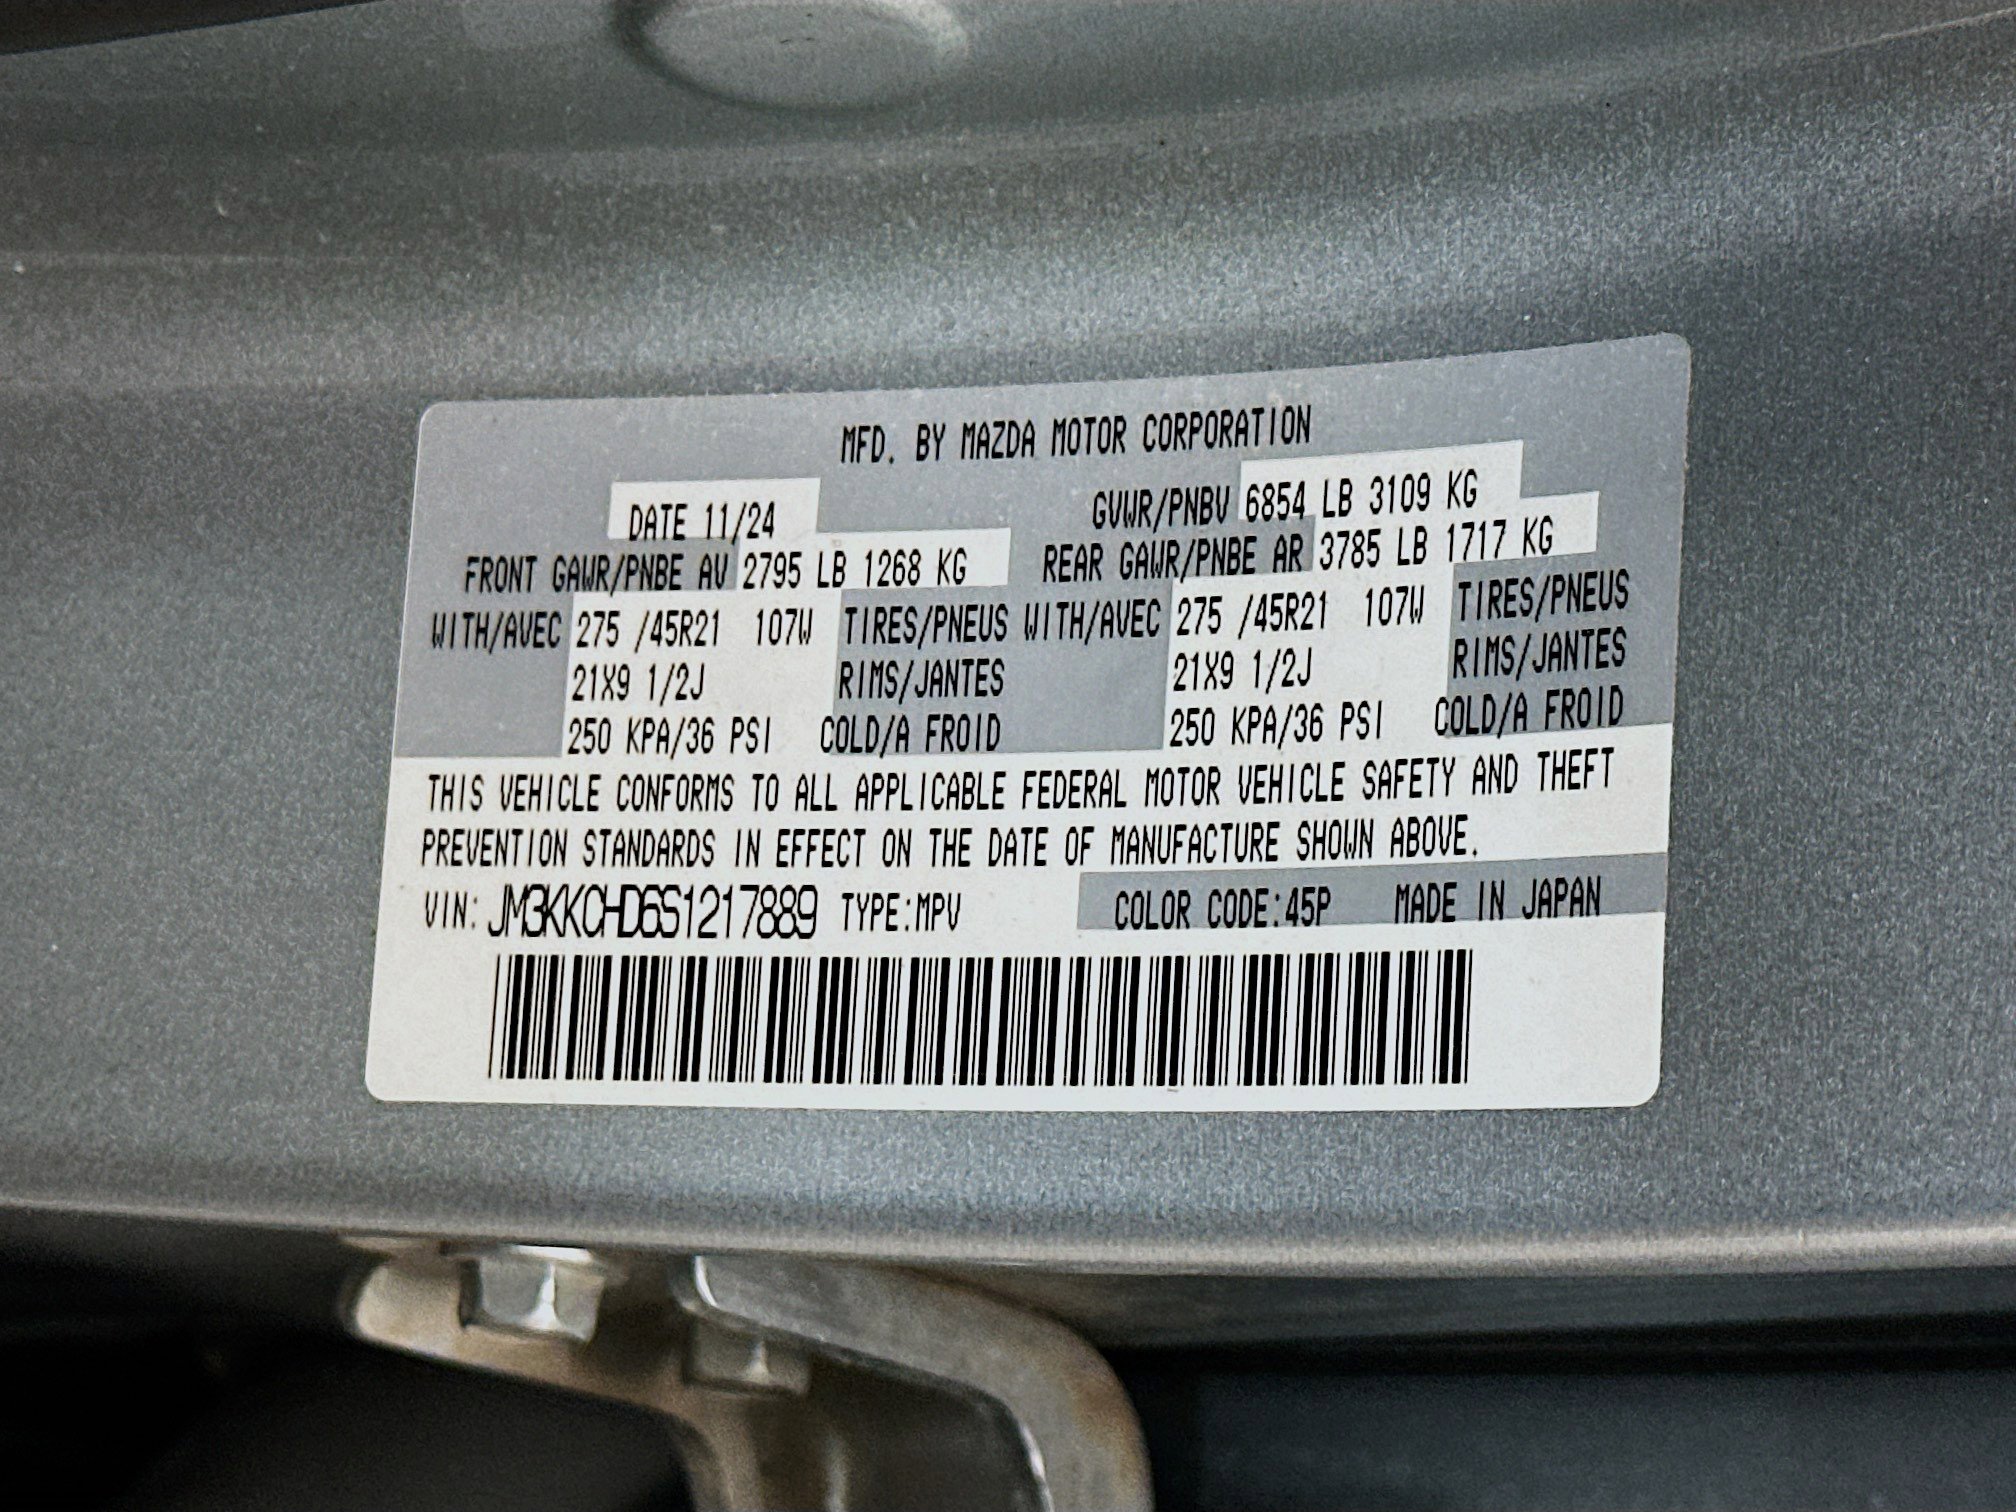 MFD. BY MAZDA MOTOR CORPORATION
DATE 11/24 GVWR/PNBV 6854 LB 3109 KG
FRONT GAWR/PNBE AV 2795 LB 1268 KG REAR GAWR/PNBE AR 3785 LB 1717 KG
WITH/AVEC 275 /45R21 107W TIRES/PNEUS WITH/AVEC 275 /45R21 107W TIRES/PNEUS
21X9 1/2J RIMS/JANTES 21X9 1/2J RIMS/JANTES
250 KPA/36 PSI COLD/A FROID 250 KPA/36 PSI COLD/A FROID
THIS VEHICLE CONFORMS TO ALL APPLICABLE FEDERAL MOTOR VEHICLE SAFETY AND THEFT
PREVENTION STANDARDS IN EFFECT ON THE DATE OF MANUFACTURE SHOWN ABOVE.
VIN: JM3KKCHD6S1217889 TYPE:MPV COLOR CODE:45P MADE IN JAPAN